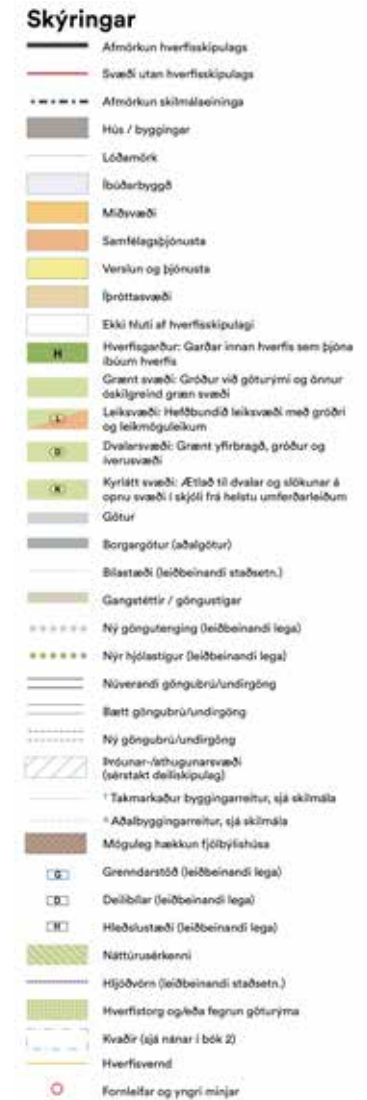 Skýringar
Afmörkun hverfisskipulags
Svæði utan hverfisskipulags
Afmörkun skilmálaeininga
Hús / byggingar
Lóðamörk
Íbúðarbyggð
Miðsvæði
Samfélagsþjónusta
Verslun og þjónusta
Íþróttasvæði
Ekki hluti af hverfisskipulagi
H
Hverfisgarður: Garðar innan hverfis sem þjóna
íbúum hverfis
Grænt svæði: Gróður við göturými og önnur
óskilgreind græn svæði
L
Leiksvæði: Hefðbundið leiksvæði með gróðri
og leikmöguleikum
D
Dvalarsvæði: Grænt yfirbragð, gróður og
íverusvæði
K
Kyrlátt svæði: Ætlað til dvalar og slökunar á
opnu svæði í skjóli frá helstu umferðarleiðum
Götur
Borgargötur (aðalgötur)
Bílastæði (leiðbeinandi staðsetn.)
Gangstéttir / göngustígar
Ný göngutenging (leiðbeinandi lega)
Nýr hjólastígur (leiðbeinandi lega)
Núverandi göngubrú/undirgöng
Bætt göngubrú/undirgöng
Ný göngubrú/undirgöng
Þróunar-/athugunarsvæði
(sérstakt deiliskipulag)
Takmarkaður byggingarreitur, sjá skilmála
Aðalbyggingarreitur, sjá skilmála
Möguleg hækkun fjölbýlishúsa
G
Grenndarstöð (leiðbeinandi lega)
D
Deilibílar (leiðbeinandi lega)
H
Hleðslustæði (leiðbeinandi lega)
Náttúrusérkenni
Hljóðvörn (leiðbeinandi staðsetn.)
Hverfistorg og/eða fegrun göturýma
Kvaðir (sjá nánar í bók 2)
Hverfisvernd
Fornleifar og yngri minjar